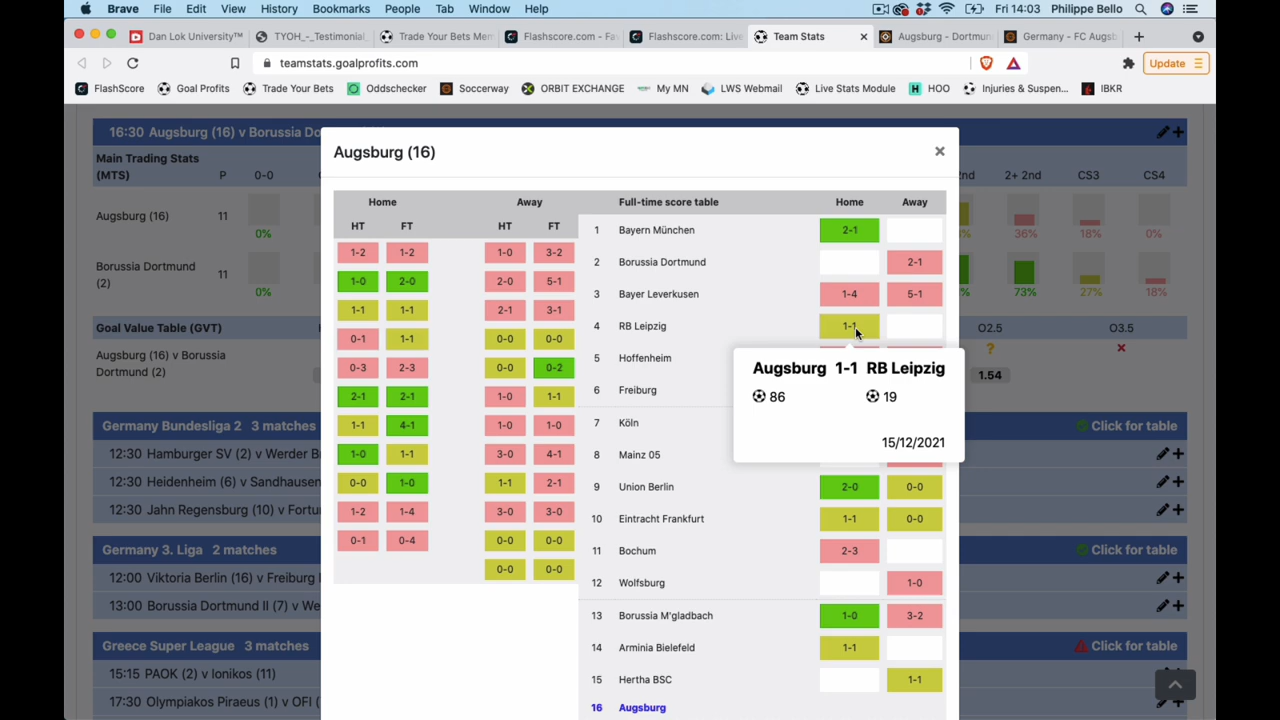 Brave File Edit View History Bookmarks People Tab Window Help Fri 14:03 Philippe Bello
Dan Lok University™ TYOH_-_Testimonial Trade Your Bets Mem Flashscore.com - Fa Flashscore.com: Live Team Stats Augsburg - Dortmun Germany - FC Augsb
teamstats.goalprofits.com Update
FlashScore Goal Profits Trade Your Bets Oddschecker Soccerway ORBIT EXCHANGE My MN LWS Webmail Live Stats Module HOO Injuries & Suspen... IBKR
16:30 Augsburg (16) v Borussia Do
Main Trading Stats
(MTS) P 0-0 2nd 2+ 2nd CS3 CS4
Augsburg (16) 11 0% 36% 18% 0%
Borussia Dortmund
(2) 11 0% 73% 27% 18%
Goal Value Table (GVT) O2.5 O3.5
Augsburg (16) v Borussia
Dortmund (2) ? 1.54
Germany Bundesliga 2 3 matches Click for table
12:30 Hamburger SV (2) v Werder B
12:30 Heidenheim (6) v Sandhausen
12:30 Jahn Regensburg (10) v Fortu
Germany 3. Liga 2 matches Click for table
12:00 Viktoria Berlin (16) v Freiburg
13:00 Borussia Dortmund II (7) v We
Greece Super League 3 matches Click for table
15:15 PAOK (2) v Ionikos (11)
17:30 Olympiakos Piraeus (1) v OFI (
Augsburg (16) ×
Home Away
HT FT HT FT
1-2 1-2 1-0 3-2
1-0 2-0 2-0 5-1
1-1 1-1 2-1 3-1
0-1 1-1 0-0 0-0
0-3 2-3 0-0 0-2
2-1 2-1 1-0 1-1
1-1 4-1 1-0 1-0
1-0 1-1 3-0 4-1
0-0 1-0 1-1 2-1
1-2 1-4 3-0 3-0
0-1 0-4 0-0 0-0
0-0 0-0
Full-time score table Home Away
1 Bayern München 2-1
2 Borussia Dortmund 2-1
3 Bayer Leverkusen 1-4 5-1
4 RB Leipzig 1-1
5 Hoffenheim
6 Freiburg
7 Köln
8 Mainz 05
9 Union Berlin 2-0 0-0
10 Eintracht Frankfurt 1-1 0-0
11 Bochum 2-3
12 Wolfsburg 1-0
13 Borussia M'gladbach 1-0 3-2
14 Arminia Bielefeld 1-1
15 Hertha BSC 1-1
16 Augsburg
Augsburg 1-1 RB Leipzig
86 19
15/12/2021